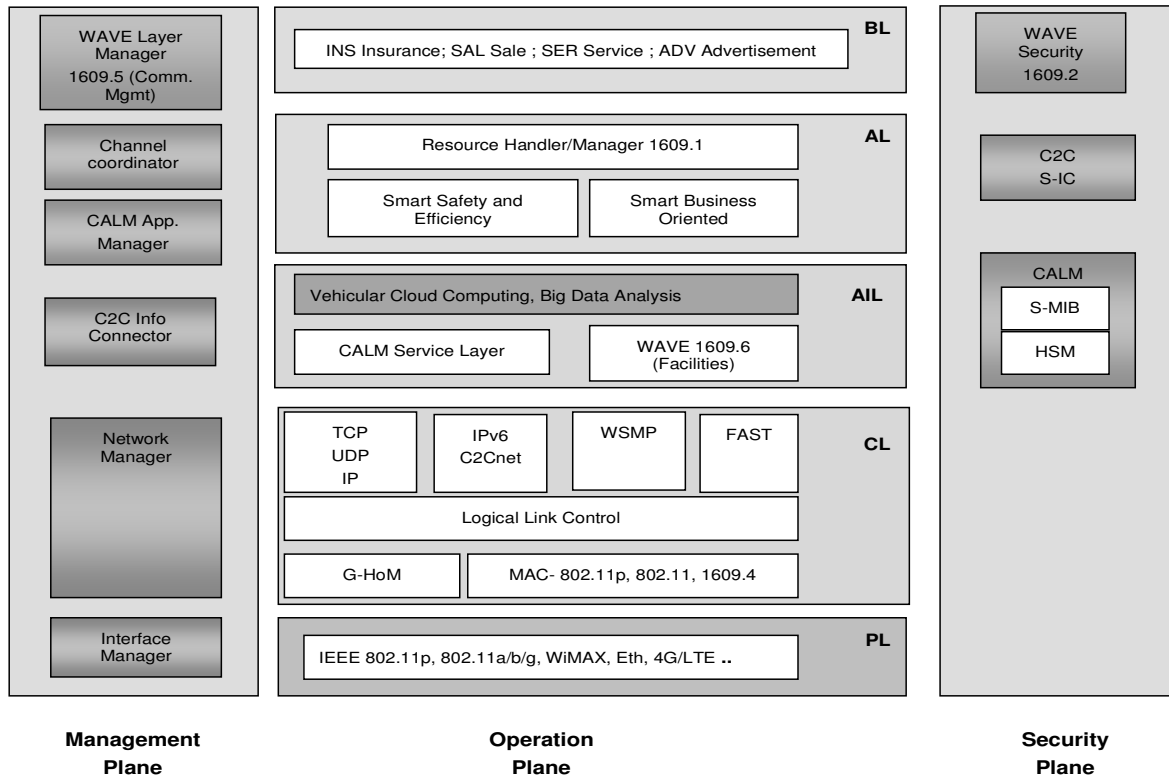 WAVE Layer
Manager
1609.5 (Comm.
Mgmt)
Channel
coordinator
CALM App.
Manager
C2C Info
Connector
Network
Manager
Interface
Manager
BL
INS Insurance; SAL Sale ; SER Service ; ADV Advertisement
AL
Resource Handler/Manager 1609.1
Smart Safety and
Efficiency
Smart Business
Oriented
AIL
Vehicular Cloud Computing, Big Data Analysis
CALM Service Layer
WAVE 1609.6
(Facilities)
CL
TCP
UDP
IP
IPv6
C2Cnet
WSMP
FAST
Logical Link Control
G-HoM
MAC- 802.11p, 802.11, 1609.4
PL
IEEE 802.11p, 802.11a/b/g, WiMAX, Eth, 4G/LTE ..
WAVE
Security
1609.2
C2C
S-IC
CALM
S-MIB
HSM
Management
Plane
Operation
Plane
Security
Plane